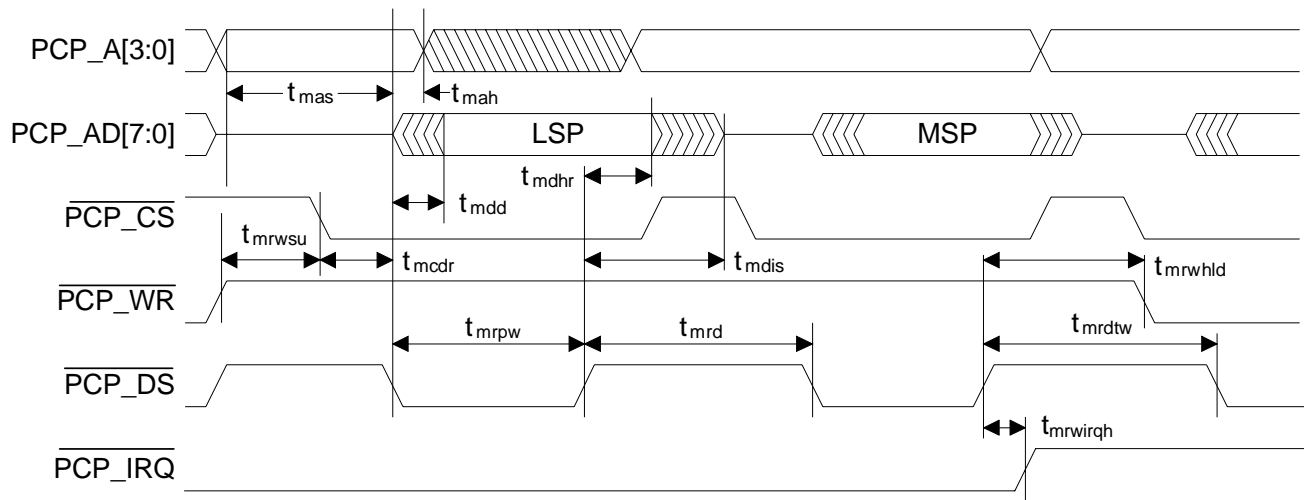 PCP_A[3:0]
t mas
t mah
PCP_AD[7:0]
LSP
MSP
t mdhr
t mdd
PCP_CS
t mrwsu
t mcdr
t mdis
t mrwhld
PCP_WR
t mrpw
t mrd
t mrdtw
PCP_DS
t mrwirqh
PCP_IRQ